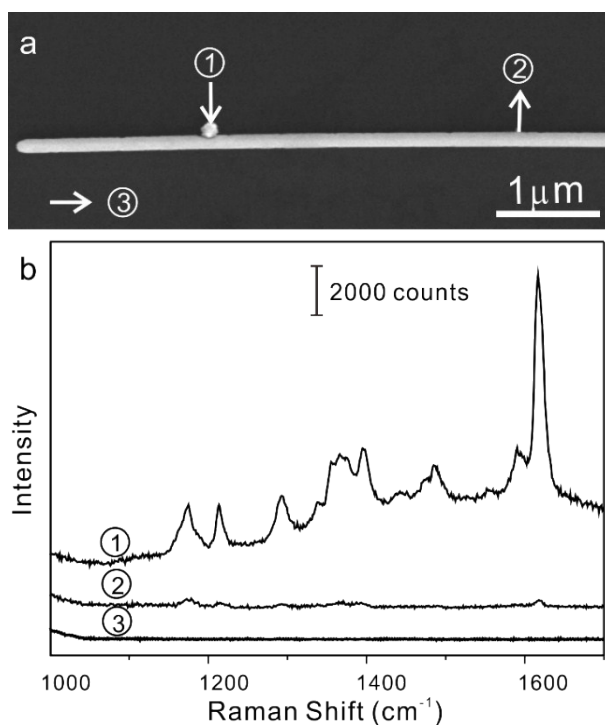 a
①
②
③
1μm
b
2000 counts
Intensity
①
②
③
1000 1200 1400 1600
Raman Shift (cm⁻¹)